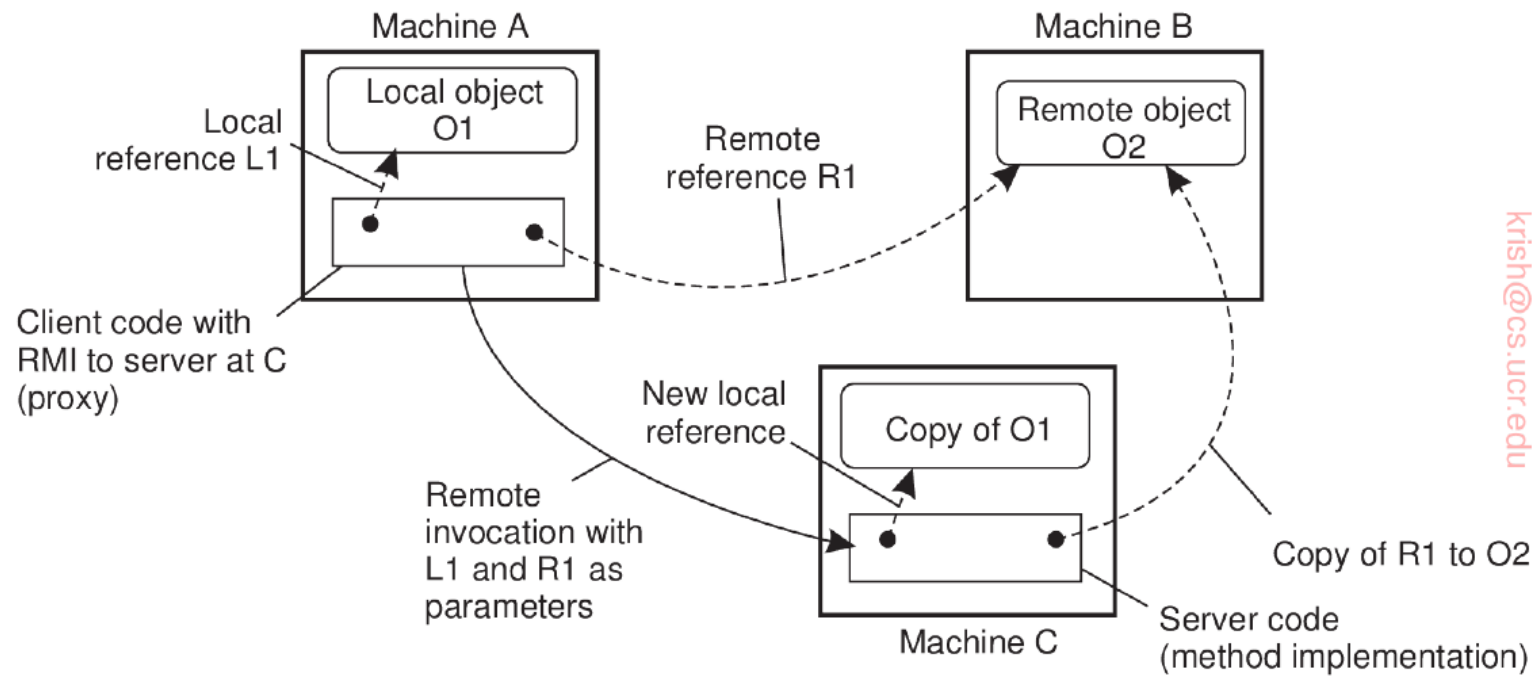 Machine A
Machine B
Local object
O1
Remote object
O2
Local
reference L1
Remote
reference R1
Client code with
RMI to server at C
(proxy)
New local
reference
Copy of O1
Remote
invocation with
L1 and R1 as
parameters
Copy of R1 to O2
Server code
(method implementation)
Machine C
krish@cs.ucr.edu